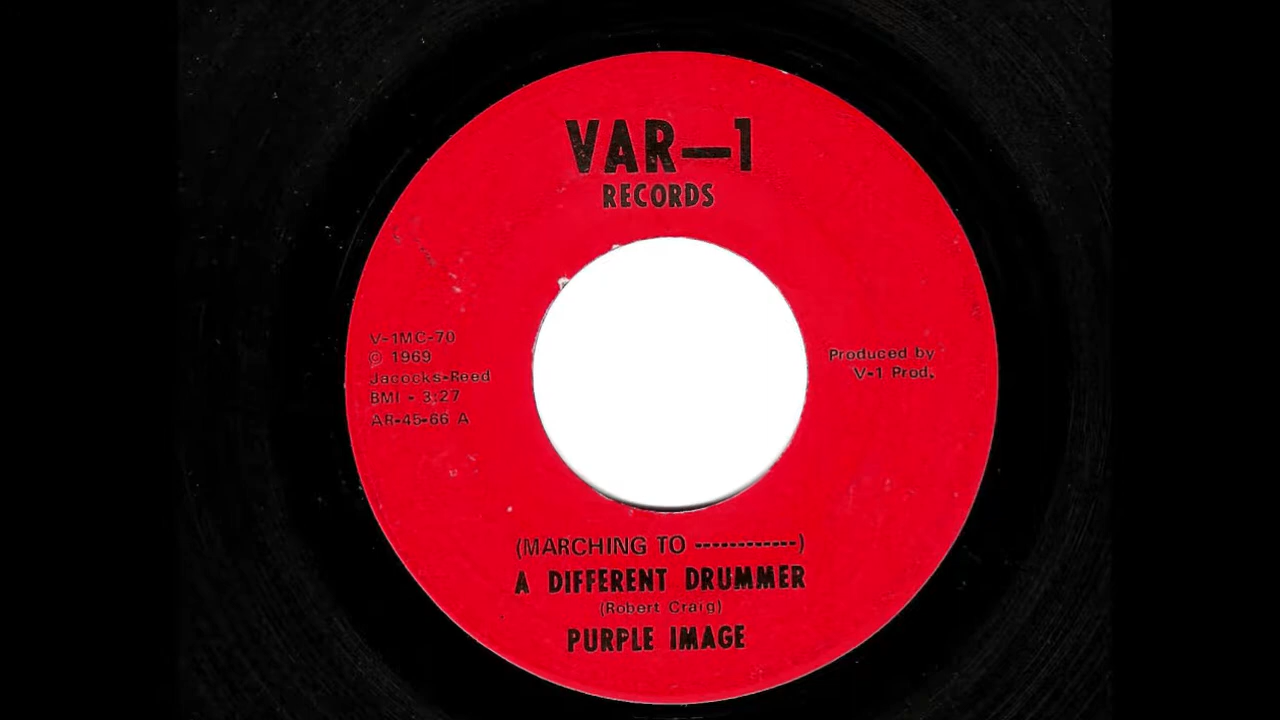 VAR—1
RECORDS
V-1MC-70
℗ 1969
Jacocks-Reed
BMI - 3:27
AR-45-66 A
Produced by
V-1 Prod.
(MARCHING TO ------------)
A DIFFERENT DRUMMER
(Robert Craig)
PURPLE IMAGE